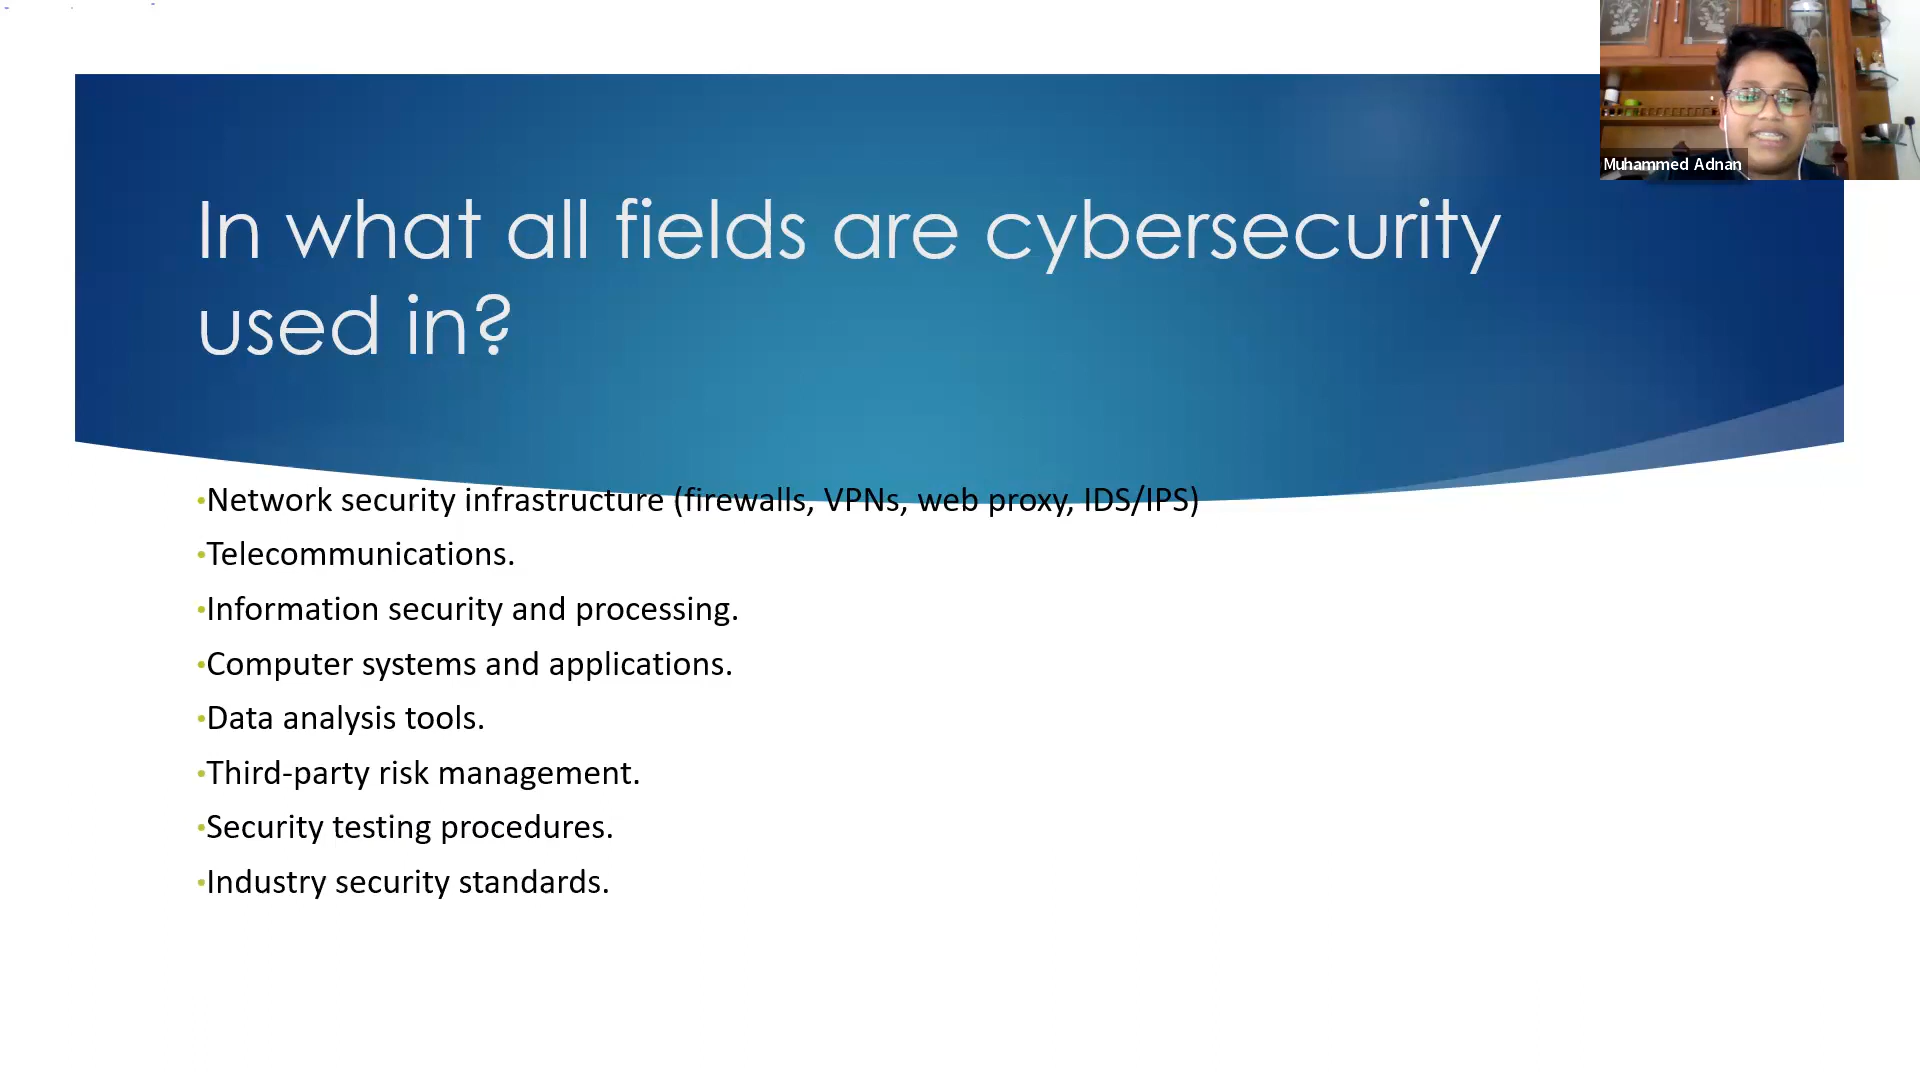 Muhammed Adnan
In what all fields are cybersecurity
used in?
•Network security infrastructure (firewalls, VPNs, web proxy, IDS/IPS)
•Telecommunications.
•Information security and processing.
•Computer systems and applications.
•Data analysis tools.
•Third-party risk management.
•Security testing procedures.
•Industry security standards.